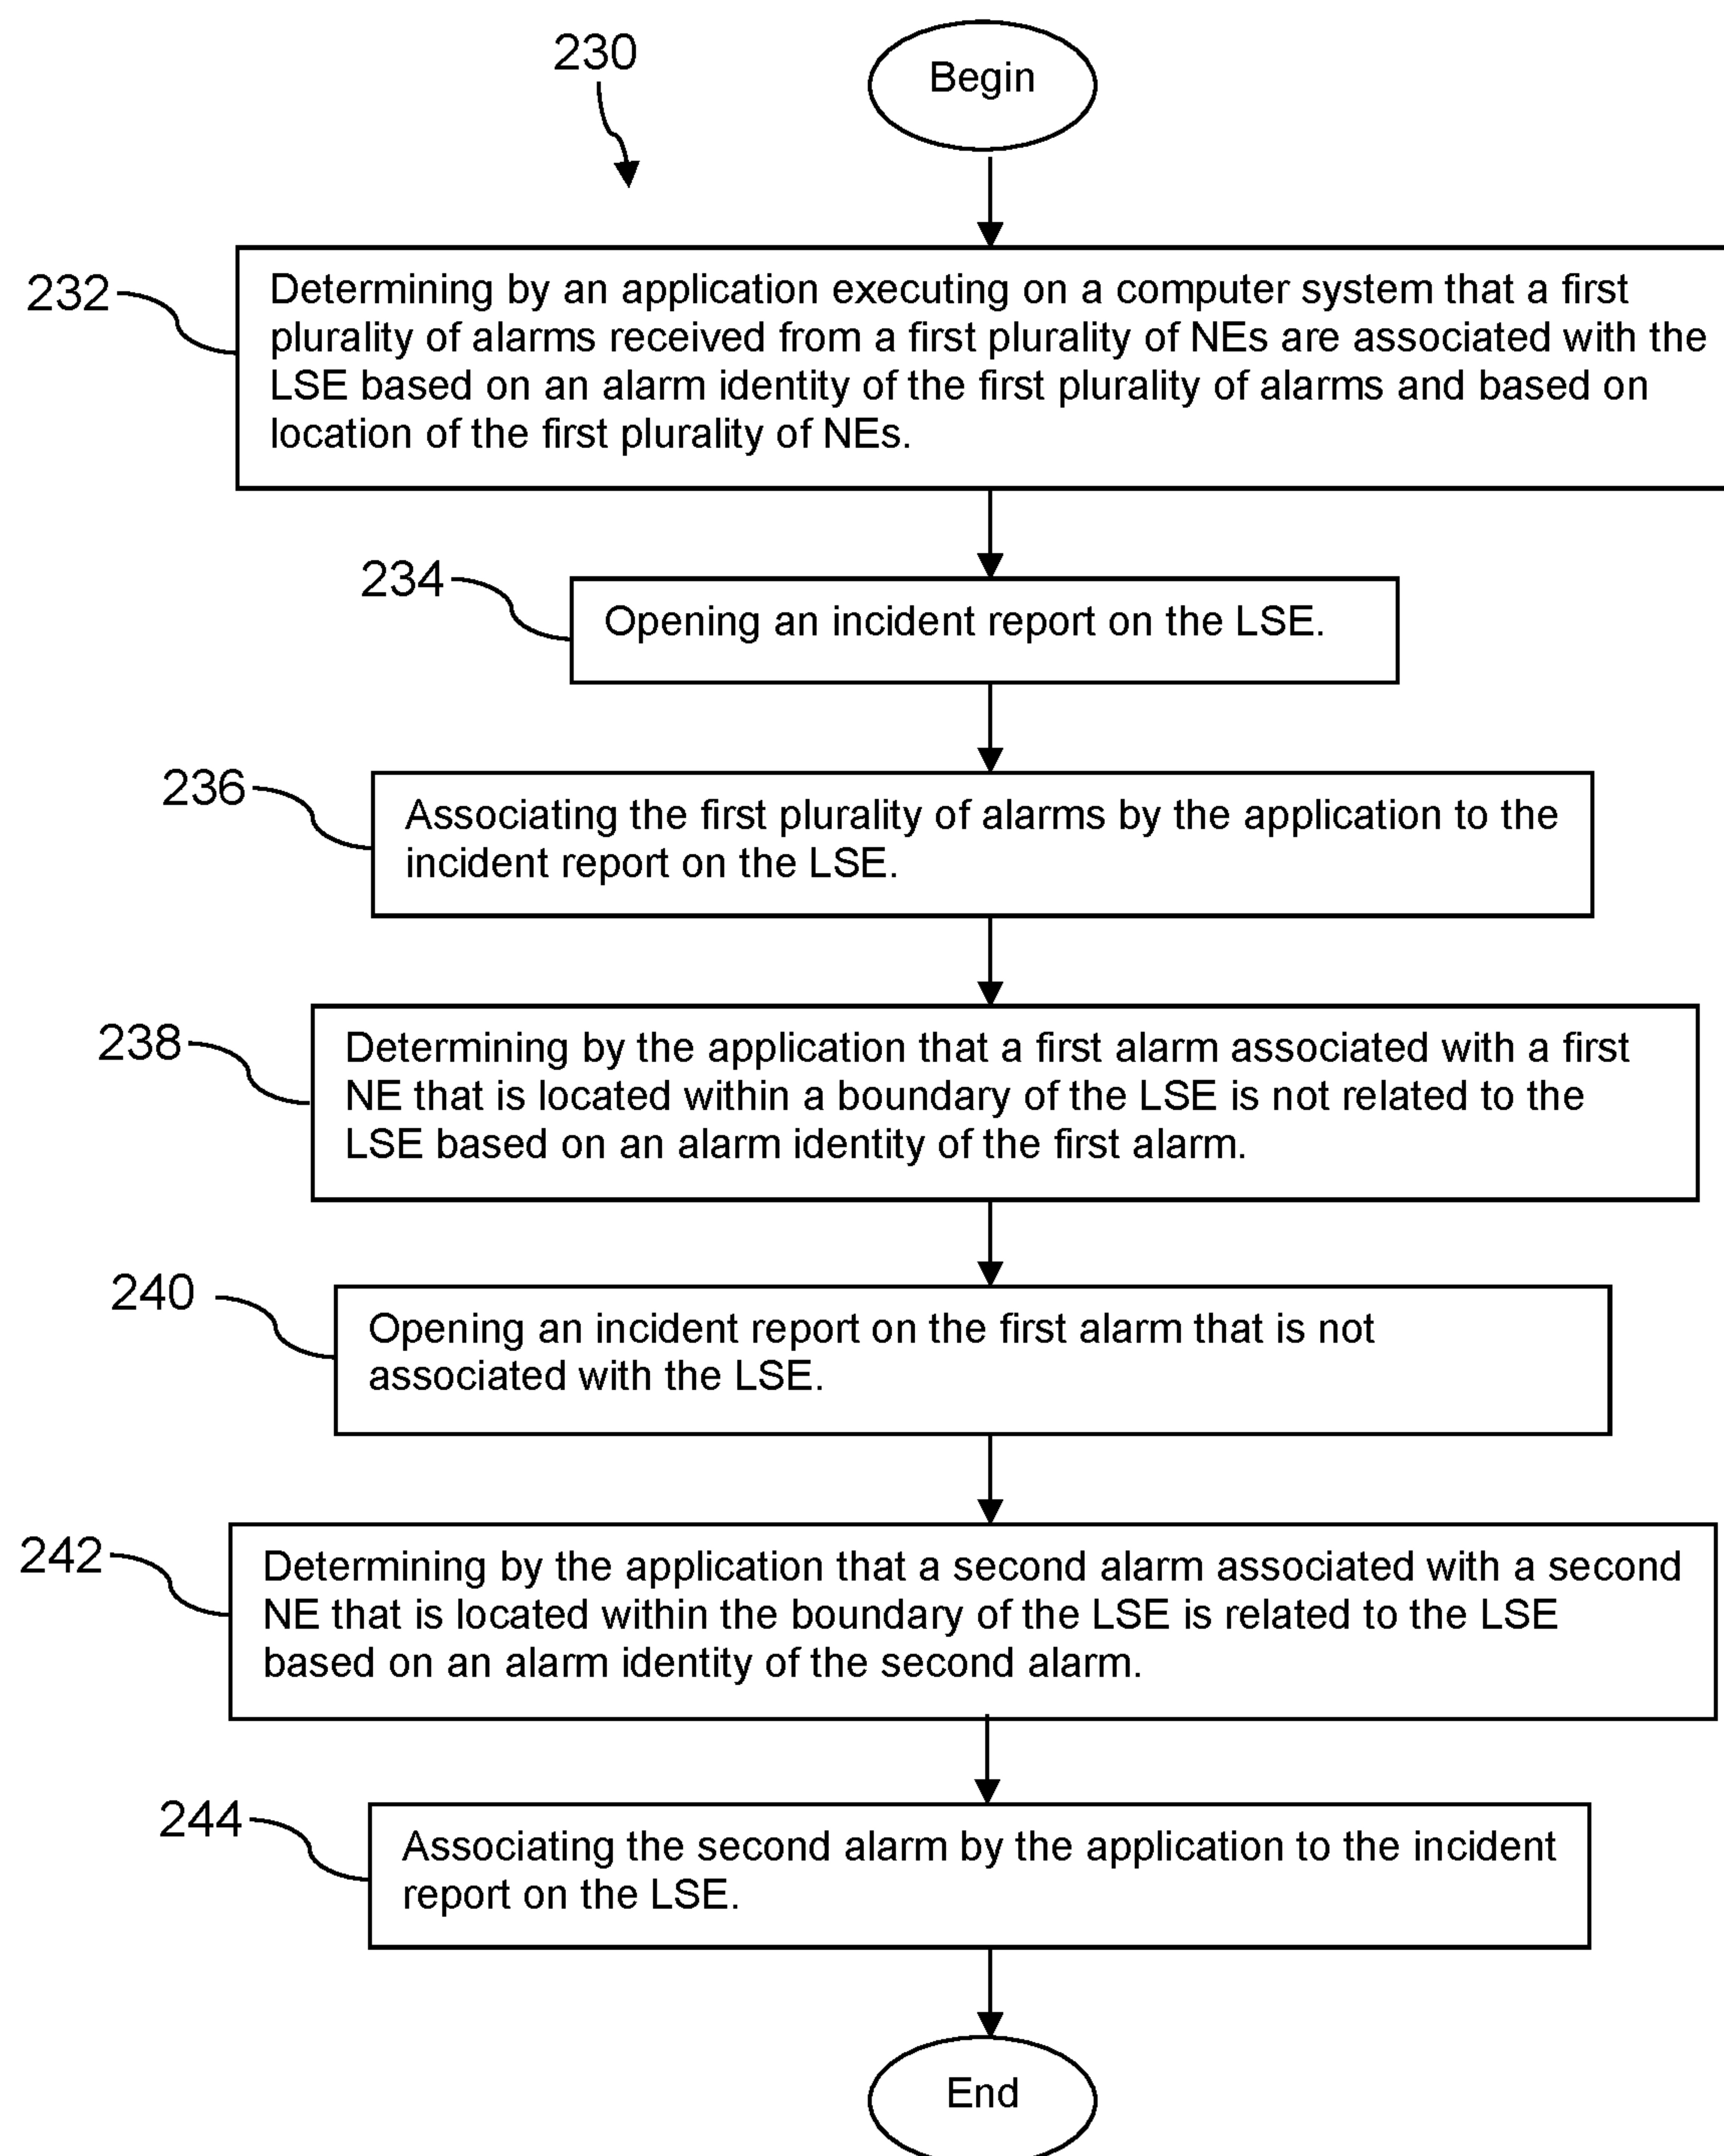 230
Begin
232
Determining by an application executing on a computer system that a first
plurality of alarms received from a first plurality of NEs are associated with the
LSE based on an alarm identity of the first plurality of alarms and based on
location of the first plurality of NEs.
234
Opening an incident report on the LSE.
236
Associating the first plurality of alarms by the application to the
incident report on the LSE.
238
Determining by the application that a first alarm associated with a first
NE that is located within a boundary of the LSE is not related to the
LSE based on an alarm identity of the first alarm.
240
Opening an incident report on the first alarm that is not
associated with the LSE.
242
Determining by the application that a second alarm associated with a second
NE that is located within the boundary of the LSE is related to the LSE
based on an alarm identity of the second alarm.
244
Associating the second alarm by the application to the incident
report on the LSE.
End